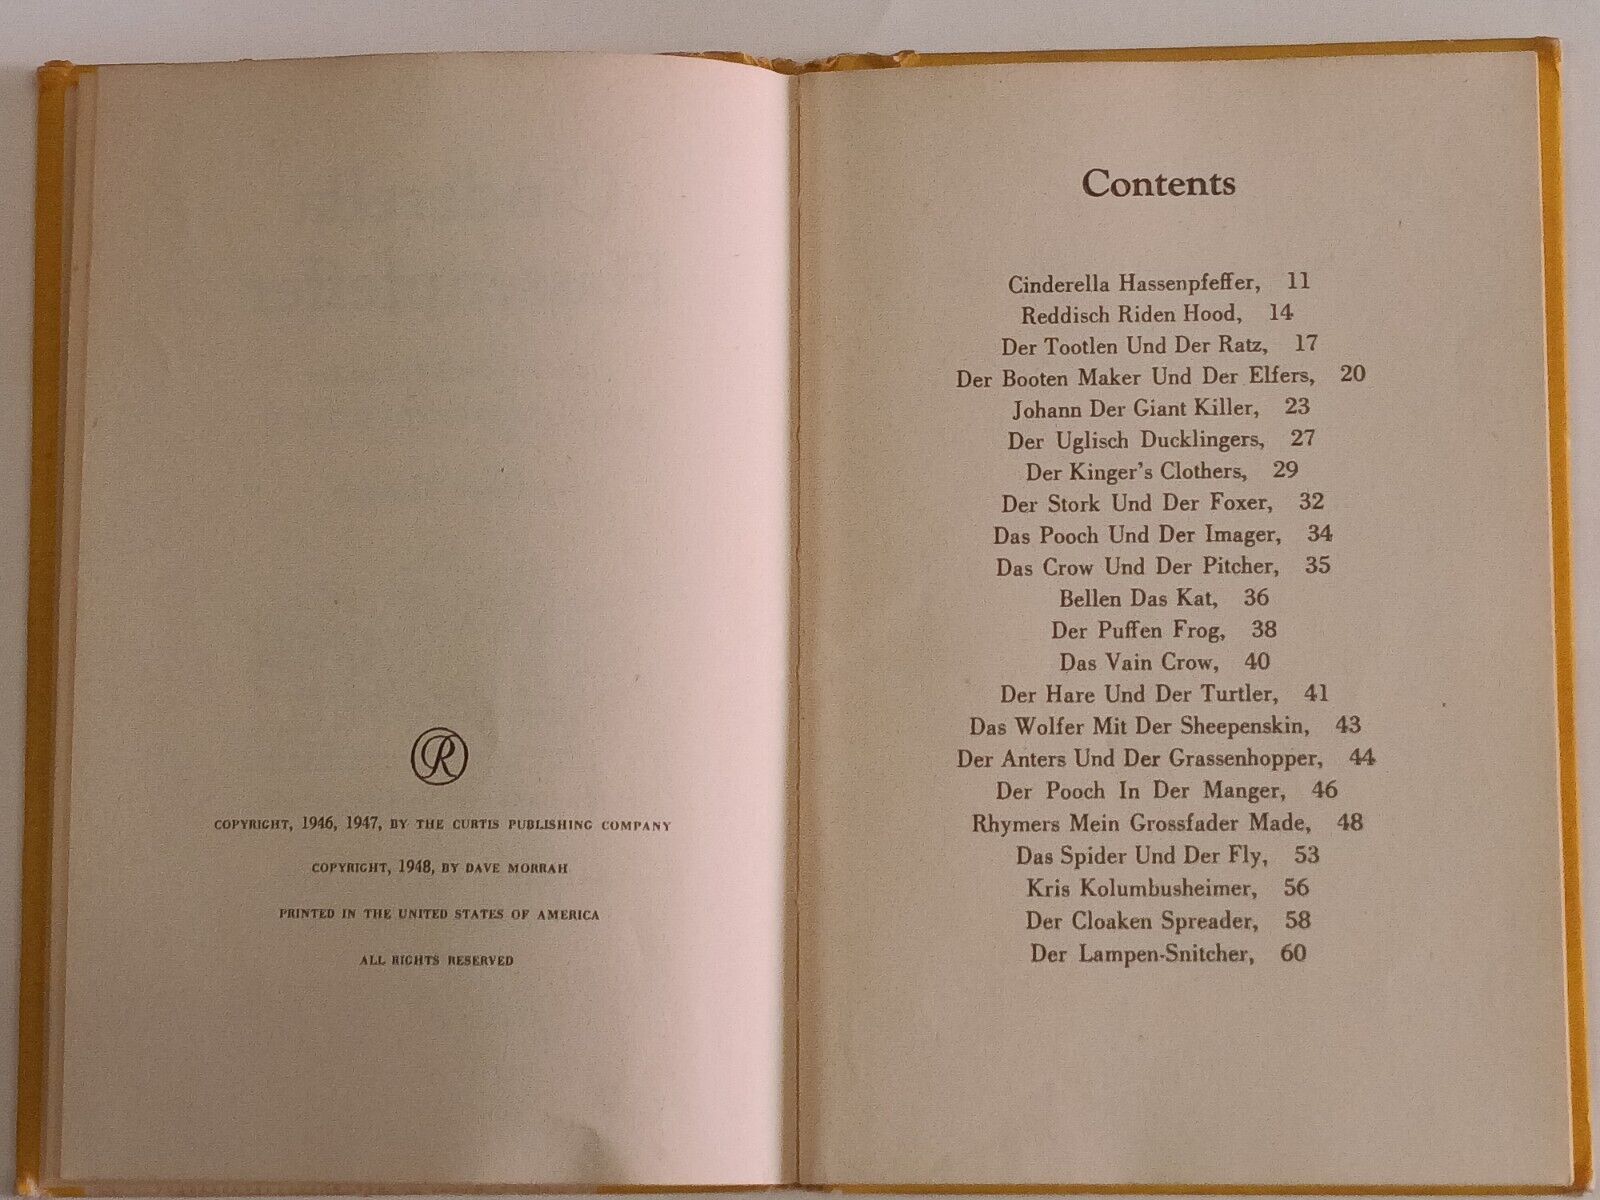 R
COPYRIGHT, 1946, 1947, BY THE CURTIS PUBLISHING COMPANY
COPYRIGHT, 1948, BY DAVE MORRAH
PRINTED IN THE UNITED STATES OF AMERICA
ALL RIGHTS RESERVED
Contents
Cinderella Hassenpfeffer, 11
Reddisch Riden Hood, 14
Der Tootlen Und Der Ratz, 17
Der Booten Maker Und Der Elfers, 20
Johann Der Giant Killer, 23
Der Uglisch Ducklingers, 27
Der Kinger's Clothers, 29
Der Stork Und Der Foxer, 32
Das Pooch Und Der Imager, 34
Das Crow Und Der Pitcher, 35
Bellen Das Kat, 36
Der Puffen Frog, 38
Das Vain Crow, 40
Der Hare Und Der Turtler, 41
Das Wolfer Mit Der Sheepenskin, 43
Der Anters Und Der Grassenhopper, 44
Der Pooch In Der Manger, 46
Rhymers Mein Grossfader Made, 48
Das Spider Und Der Fly, 53
Kris Kolumbusheimer, 56
Der Cloaken Spreader, 58
Der Lampen-Snitcher, 60